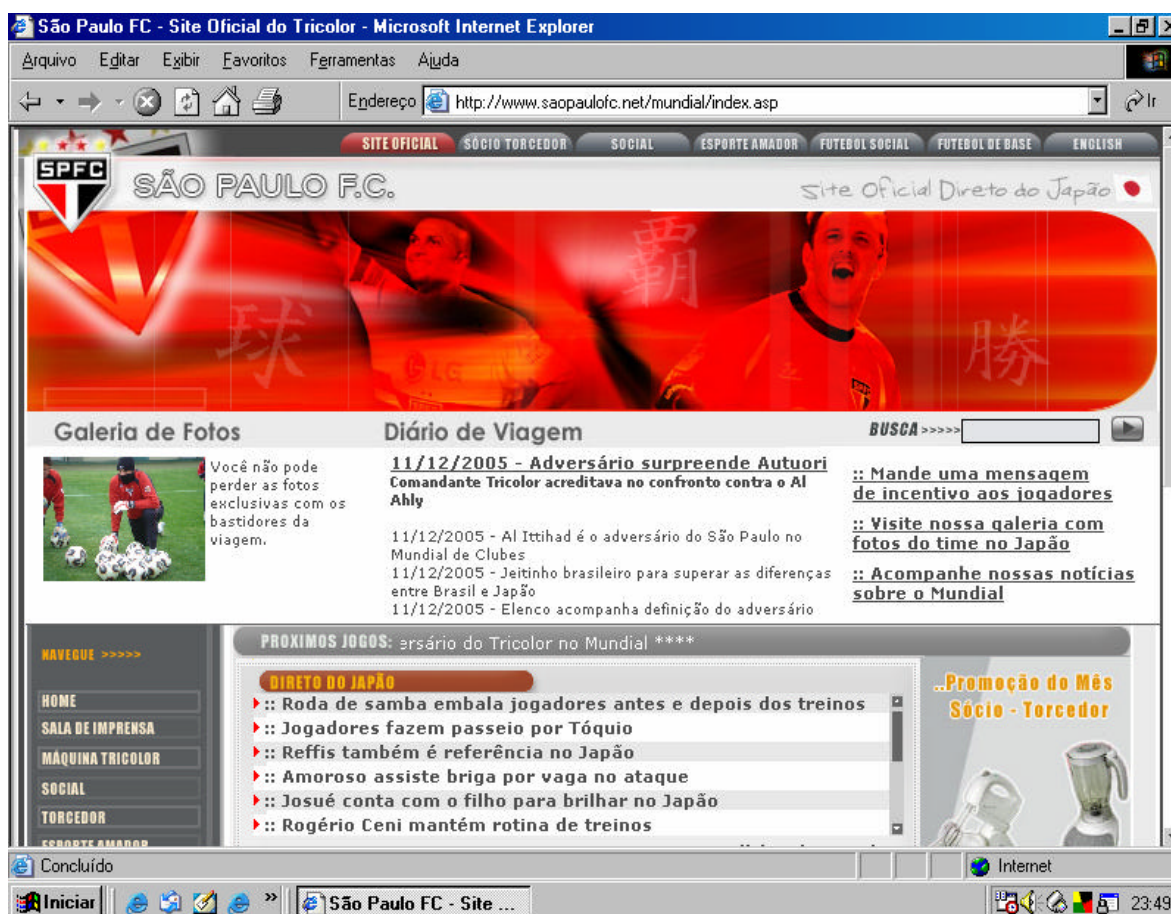 São Paulo FC - Site Oficial do Tricolor - Microsoft Internet Explorer
Arquivo Editar Exibir Favoritos Ferramentas Ajuda
Endereço http://www.saopaulofc.net/mundial/index.asp Ir
SITE OFICIAL SÓCIO TORCEDOR SOCIAL ESPORTE AMADOR FUTEBOL SOCIAL FUTEBOL DE BASE ENGLISH
SPFC
SÃO PAULO F.C.
Site Oficial Direto do Japão
球 覇 勝
LG
SPFC
Galeria de Fotos
Você não pode
perder as fotos
exclusivas com os
bastidores da
viagem.
Diário de Viagem
11/12/2005 - Adversário surpreende Autuori
Comandante Tricolor acreditava no confronto contra o Al
Ahly
11/12/2005 - Al Ittihad é o adversário do São Paulo no
Mundial de Clubes
11/12/2005 - Jeitinho brasileiro para superar as diferenças
entre Brasil e Japão
11/12/2005 - Elenco acompanha definição do adversário
BUSCA >>>>>
:: Mande uma mensagem
de incentivo aos jogadores
:: Visite nossa galeria com
fotos do time no Japão
:: Acompanhe nossas notícias
sobre o Mundial
NAVEGUE >>>>>
HOME
SALA DE IMPRENSA
MÁQUINA TRICOLOR
SOCIAL
TORCEDOR
ESPORTE AMADOR
PROXIMOS JOGOS: ersário do Tricolor no Mundial ****
DIRETO DO JAPÃO
:: Roda de samba embala jogadores antes e depois dos treinos
:: Jogadores fazem passeio por Tóquio
:: Reffis também é referência no Japão
:: Amoroso assiste briga por vaga no ataque
:: Josué conta com o filho para brilhar no Japão
:: Rogério Ceni mantém rotina de treinos
..Promoção do Mês
Sócio - Torcedor
Concluído
Internet
Iniciar » São Paulo FC - Site ... 23:45